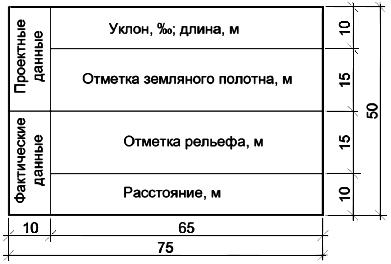 Проектные
данные
Уклон, ‰; длина, м
Отметка земляного полотна, м
Фактические
данные
Отметка рельефа, м
Расстояние, м
10
15
15
10
50
10
65
75